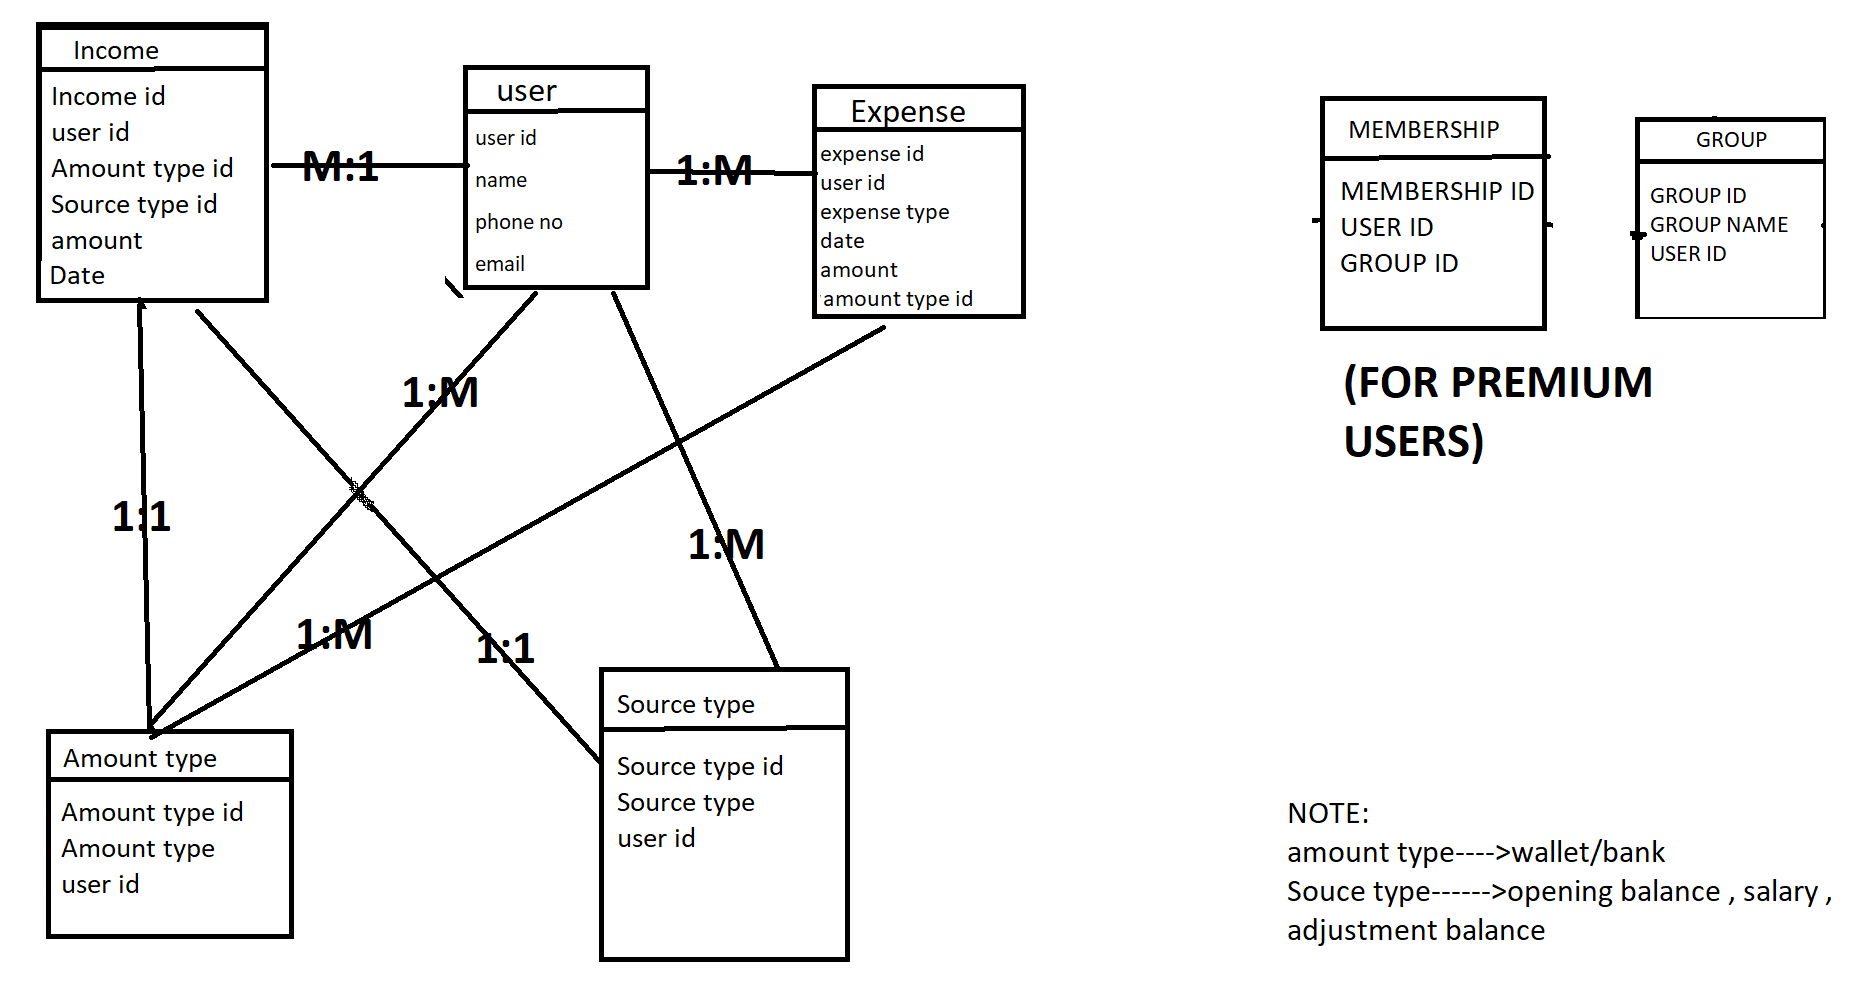 Income
Income id
user id
Amount type id
Source type id
amount
Date
M:1
user
user id
name
phone no
email
1:M
Expense
expense id
user id
expense type
date
amount
amount type id
MEMBERSHIP
MEMBERSHIP ID
USER ID
GROUP ID
GROUP
GROUP ID
GROUP NAME
USER ID
(FOR PREMIUM
USERS)
1:M
1:1
1:M
1:M
1:1
Amount type
Amount type id
Amount type
user id
Source type
Source type id
Source type
user id
NOTE:
amount type---->wallet/bank
Souce type------>opening balance , salary ,
adjustment balance